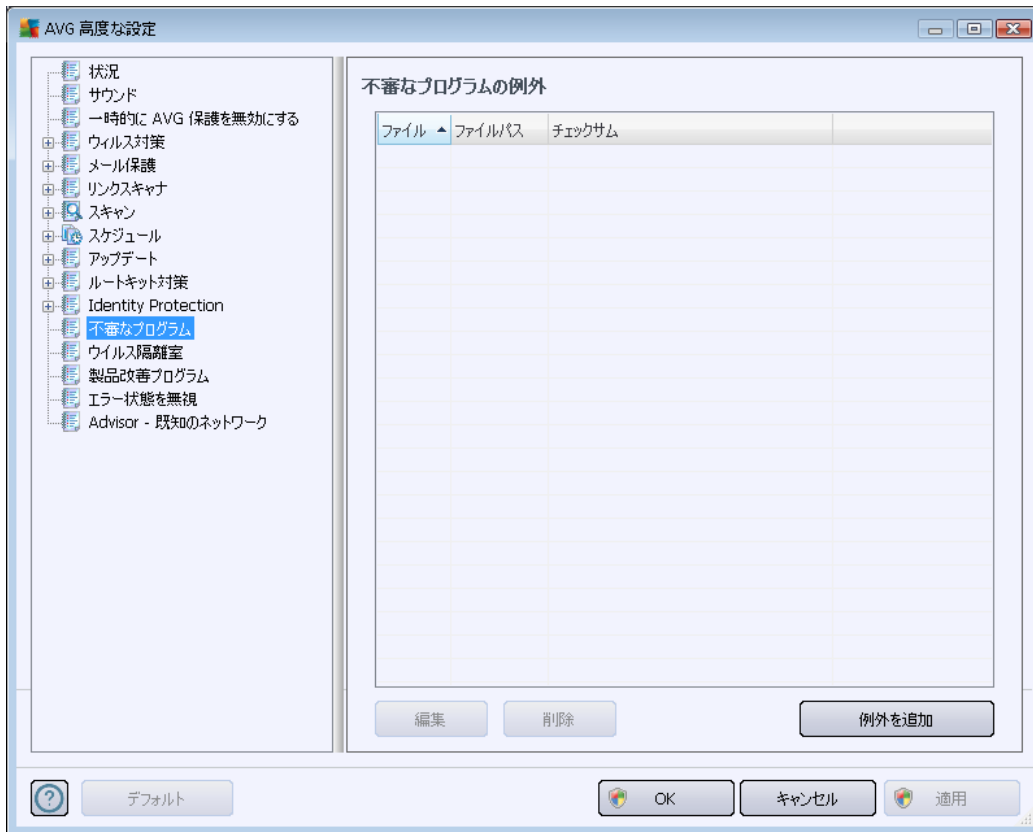 AVG 高度な設定
状況
サウンド
一時的に AVG 保護を無効にする
ウィルス対策
メール保護
リンクスキャナ
スキャン
スケジュール
アップデート
ルートキット対策
Identity Protection
不審なプログラム
ウイルス隔離室
製品改善プログラム
エラー状態を無視
Advisor - 既知のネットワーク
不審なプログラムの例外
ファイル ファイルパス チェックサム
編集 削除 例外を追加
デフォルト OK キャンセル 適用